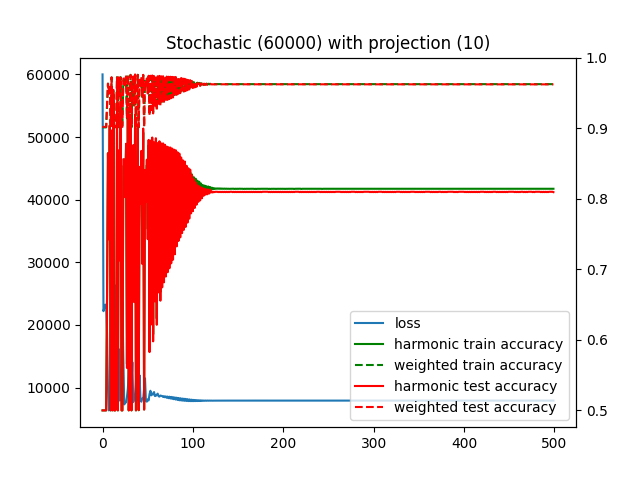 Stochastic (60000) with projection (10)
60000
50000
40000
30000
20000
10000
1.0
0.9
0.8
0.7
0.6
0.5
loss
harmonic train accuracy
weighted train accuracy
harmonic test accuracy
weighted test accuracy
0 100 200 300 400 500